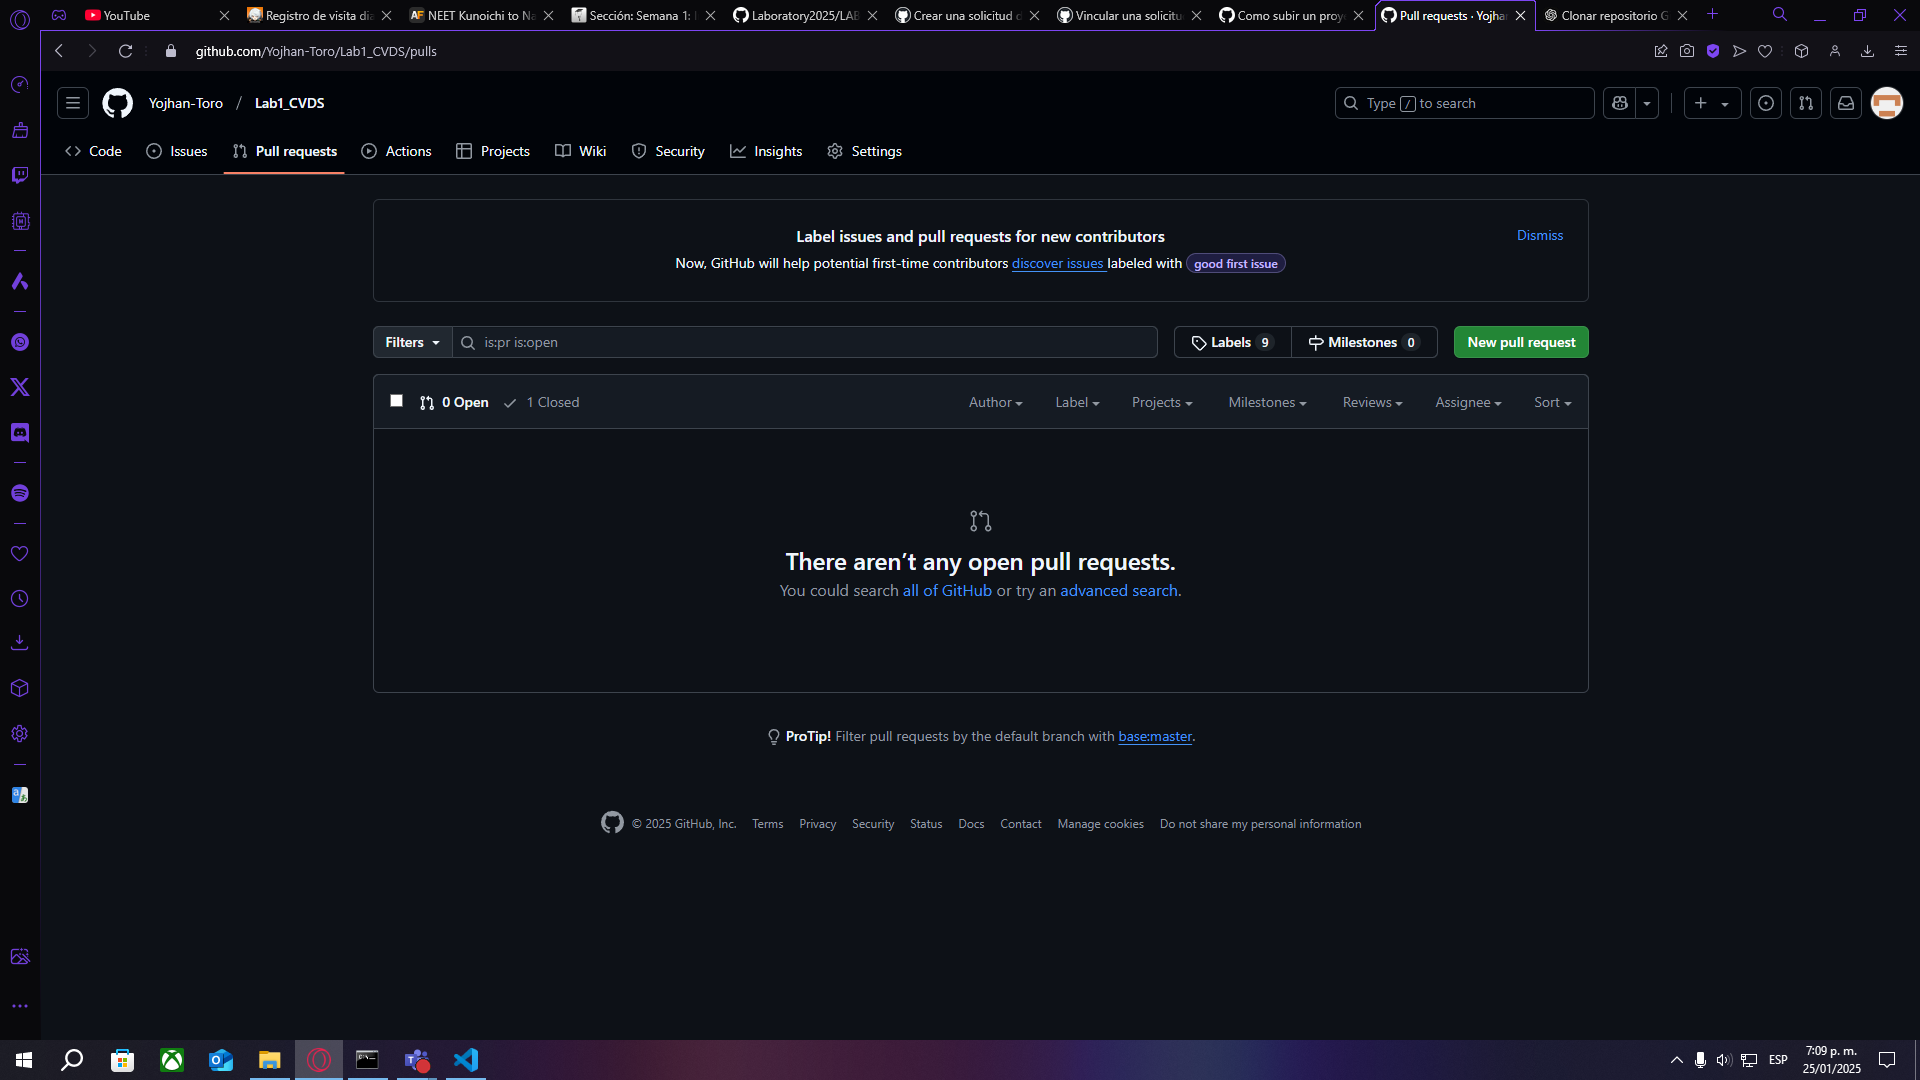 YouTube
Registro de visita dia
NEET Kunoichi to Na
Sección: Semana 1: I
Laboratory2025/LAB
Crear una solicitud d
Vincular una solicitu
Como subir un proye
Pull requests · Yojha
Clonar repositorio G
github.com/Yojhan-Toro/Lab1_CVDS/pulls
Yojhan-Toro / Lab1_CVDS
Type / to search
Code
Issues
Pull requests
Actions
Projects
Wiki
Security
Insights
Settings
Label issues and pull requests for new contributors
Dismiss
Now, GitHub will help potential first-time contributors discover issues labeled with good first issue
Filters
is:pr is:open
Labels 9
Milestones 0
New pull request
0 Open
1 Closed
Author
Label
Projects
Milestones
Reviews
Assignee
Sort
There aren’t any open pull requests.
You could search all of GitHub or try an advanced search.
ProTip! Filter pull requests by the default branch with base:master.
© 2025 GitHub, Inc.
Terms
Privacy
Security
Status
Docs
Contact
Manage cookies
Do not share my personal information
ESP
7:09 p. m.
25/01/2025